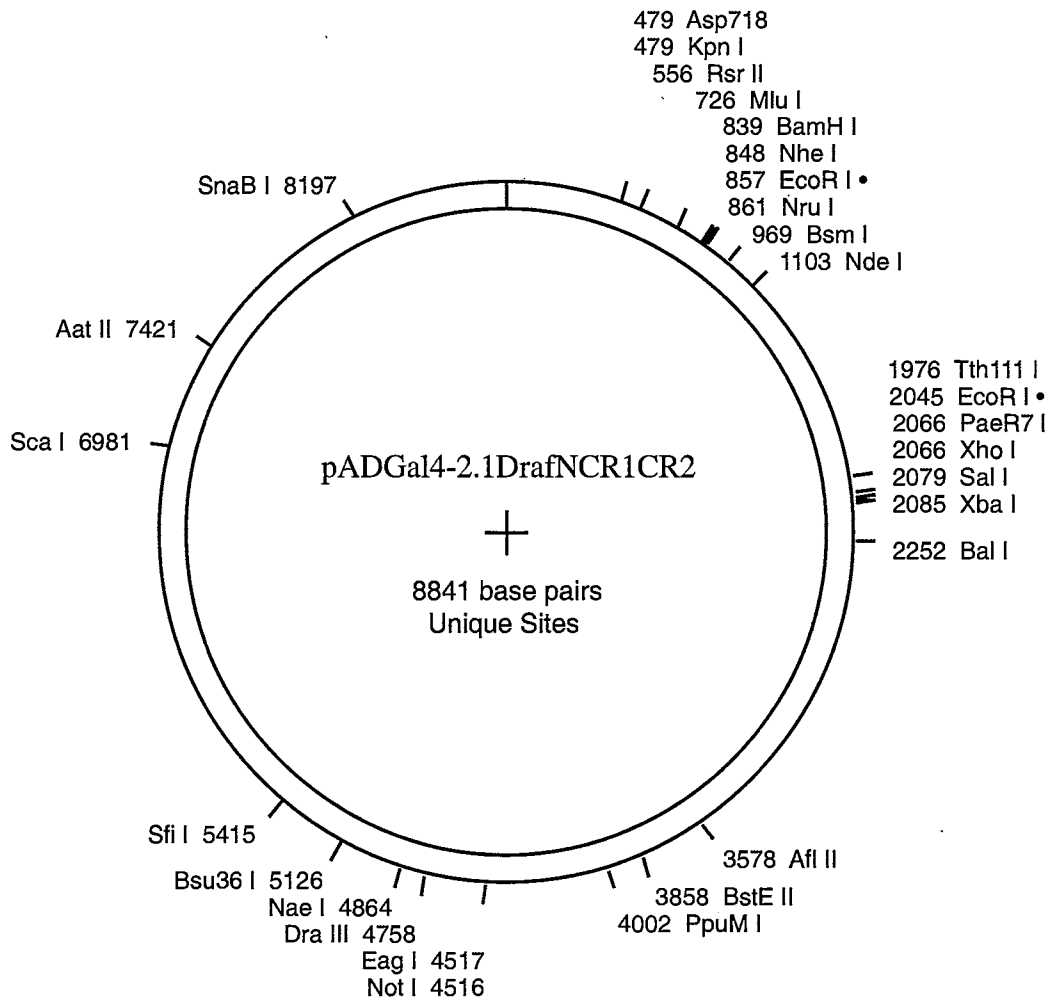 479 Asp718
479 Kpn I
556 Rsr II
726 Mlu I
839 BamH I
848 Nhe I
857 EcoR I •
861 Nru I
969 Bsm I
1103 Nde I
SnaB I 8197
Aat II 7421
Sca I 6981
1976 Tth111 I
2045 EcoR I •
2066 PaeR7 I
2066 Xho I
2079 Sal I
2085 Xba I
2252 Bal I
pADGal4-2.1DrafNCR1CR2
8841 base pairs
Unique Sites
Sfi I 5415
Bsu36 I 5126
Nae I 4864
Dra III 4758
Eag I 4517
Not I 4516
3578 Afl II
3858 BstE II
4002 PpuM I